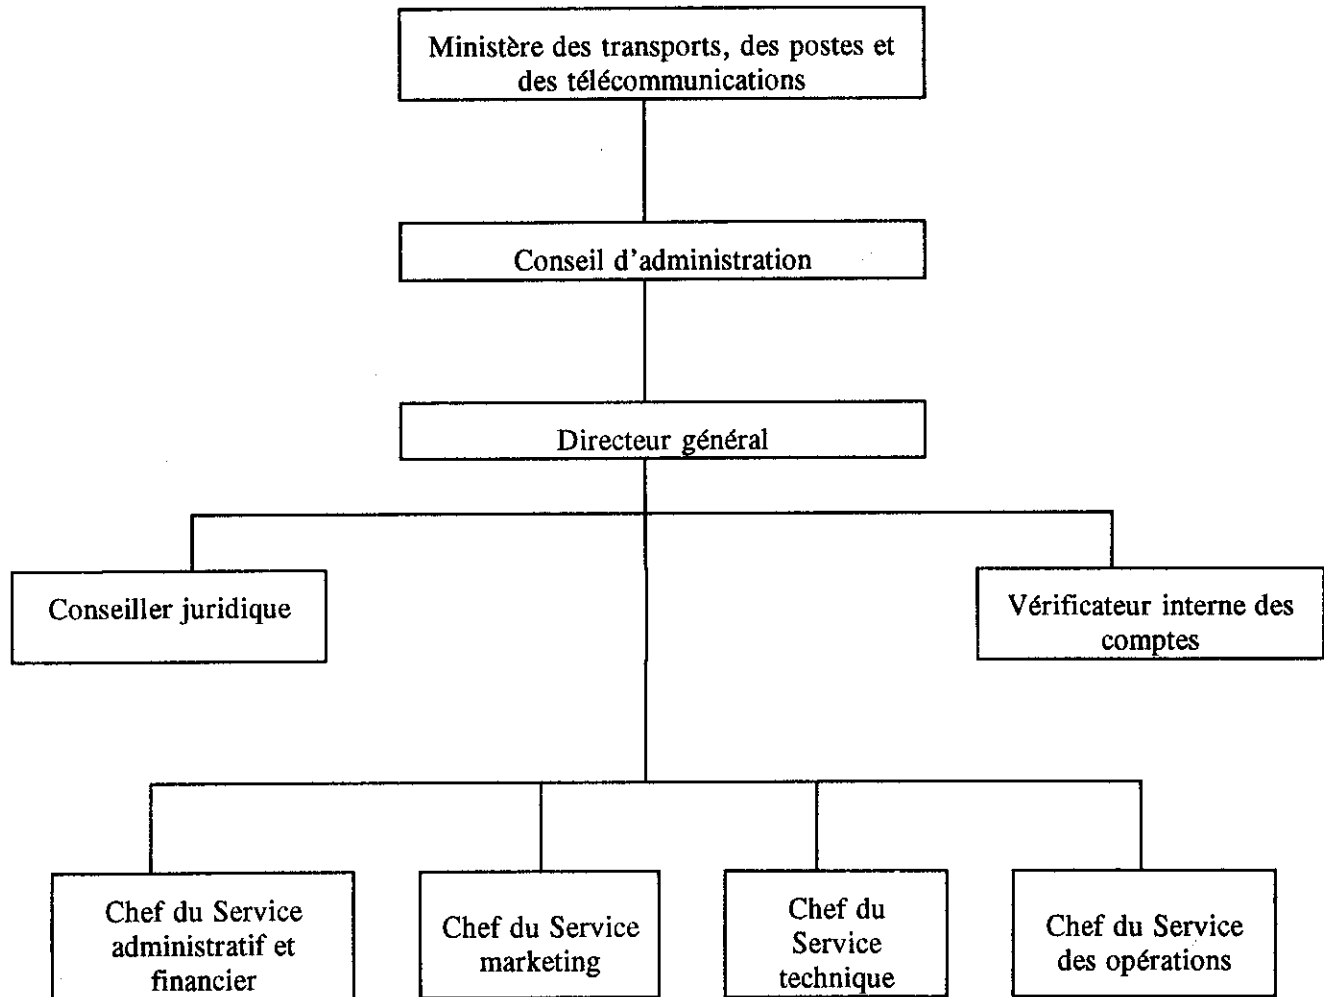 Ministère des transports, des postes et
des télécommunications
Conseil d'administration
Directeur général
Conseiller juridique
Vérificateur interne des
comptes
Chef du Service
administratif et
financier
Chef du Service
marketing
Chef du
Service
technique
Chef du Service
des opérations